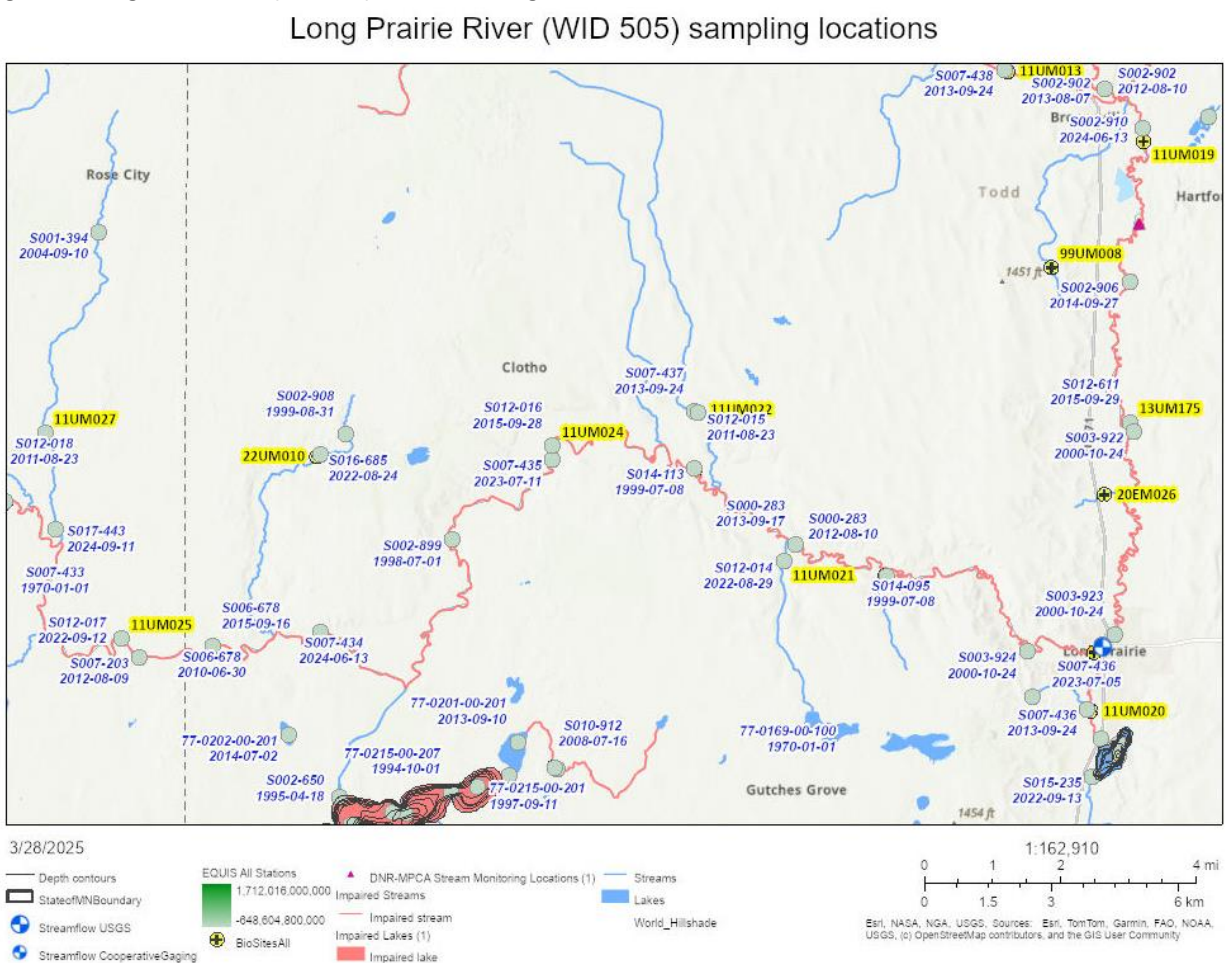 Long Prairie River (WID 505) sampling locations
S007-438
2013-09-24
11UM013
S002-902
2013-08-07
S002-902
2012-08-10
S002-910
2024-06-13
11UM019
Rose City
Todd
S001-394
2004-09-10
99UM008
1451 ft
S002-906
2014-09-27
Clotho
S007-437
2013-09-24
S002-908
1999-08-31
S012-016
2015-09-28
11UM022
S012-015
2011-08-23
S012-611
2015-09-29
13UM175
11UM027
S012-018
2011-08-23
11UM024
71
S003-922
2000-10-24
22UM010
S016-685
2022-08-24
S007-435
2023-07-11
S014-113
1999-07-08
20EM026
S017-443
2024-09-11
S002-899
1998-07-01
S000-283
2013-09-17
S000-283
2012-08-10
S007-433
1970-01-01
S012-014
2022-08-29
11UM021
S014-095
1999-07-08
S003-923
2000-10-24
S012-017
2022-09-12
11UM025
S006-678
2015-09-16
S007-203
2012-08-09
S006-678
2010-06-30
S007-434
2024-06-13
S003-924
2000-10-24
S007-436
2023-07-05
77-0201-00-201
2013-09-10
S007-436
2013-09-24
11UM020
77-0202-00-201
2014-07-02
77-0215-00-207
1994-10-01
S010-912
2008-07-16
77-0169-00-100
1970-01-01
S002-650
1995-04-18
77-0215-00-201
1997-09-11
Gutches Grove
S015-235
2022-09-13
1454 ft
3/28/2025
1:162,910
Depth contours
StateofMNBoundary
Streamflow USGS
Streamflow CooperativeGaging
EQUIS All Stations
1,712,016,000,000
-648,604,800,000
BioSitesAll
DNR-MPCA Stream Monitoring Locations (1)
Impaired Streams
Impaired stream
Impaired Lakes (1)
Impaired lake
Streams
Lakes
World_Hillshade
0 1 2 4 mi
0 1.5 3 6 km
Esri, NASA, NGA, USGS, Sources: Esri, TomTom, Garmin, FAO, NOAA,
USGS, (c) OpenStreetMap contributors, and the GIS User Community